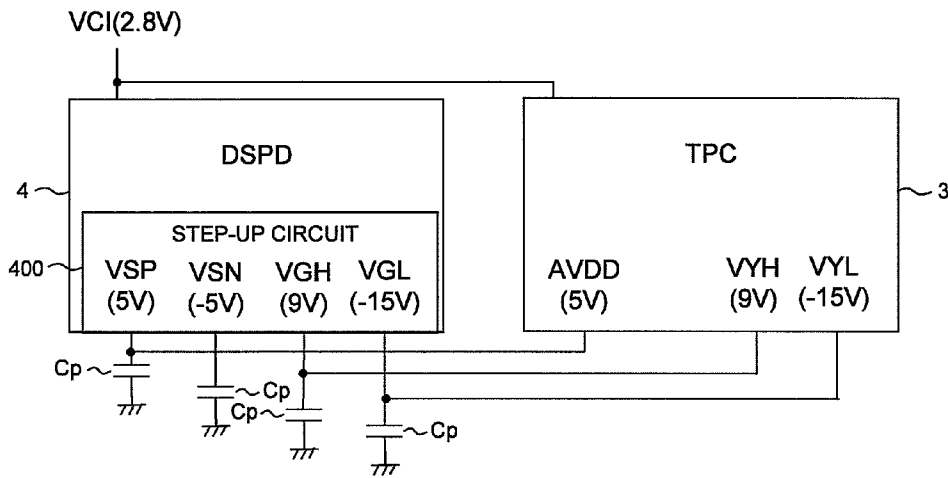 VCI(2.8V)
DSPD
TPC
4
3
STEP-UP CIRCUIT
400
VSP VSN VGH VGL
(5V) (-5V) (9V) (-15V)
AVDD VYH VYL
(5V) (9V) (-15V)
Cp
Cp
Cp
Cp